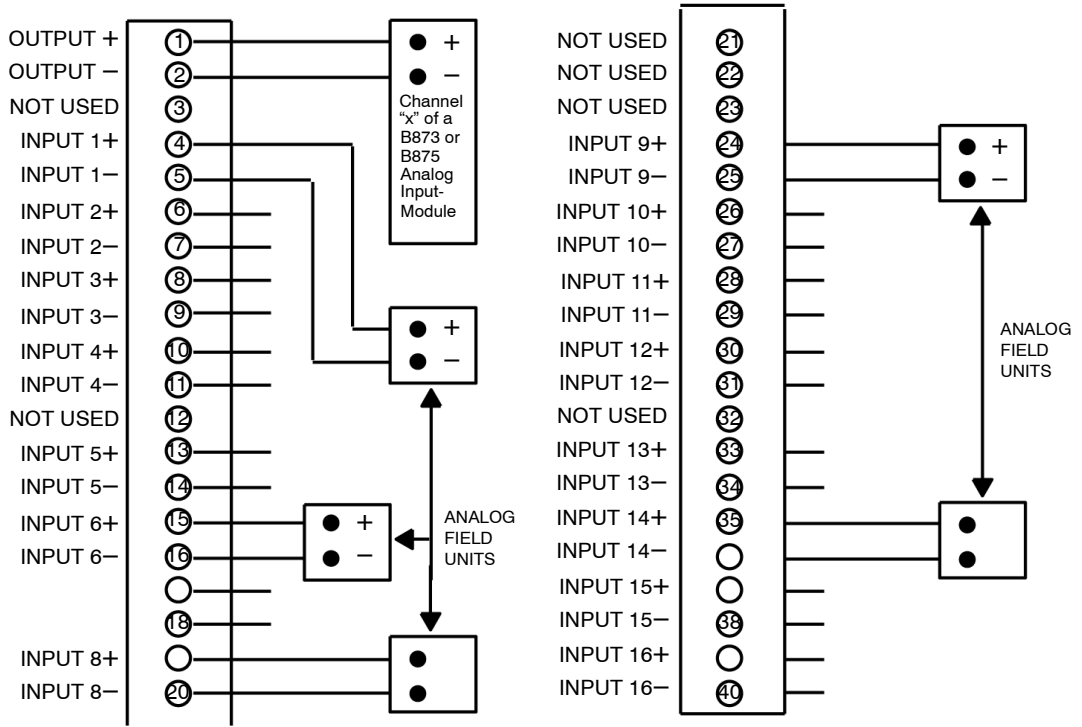 OUTPUT + 1 +
OUTPUT − 2 −
NOT USED 3
Channel
“x” of a
B873 or
B875
Analog
Input-
Module
INPUT 1+ 4
INPUT 1− 5
INPUT 2+ 6
INPUT 2− 7
INPUT 3+ 8
INPUT 3− 9
+
INPUT 4+ 10
−
INPUT 4− 11
NOT USED 12
INPUT 5+ 13
INPUT 5− 14
INPUT 6+ 15 +
INPUT 6− 16 −
ANALOG
FIELD
UNITS
18
INPUT 8+
INPUT 8− 20
NOT USED 21
NOT USED 22
NOT USED 23
INPUT 9+ 24 +
INPUT 9− 25 −
INPUT 10+ 26
INPUT 10− 27
INPUT 11+ 28
INPUT 11− 29
INPUT 12+ 30
INPUT 12− 31
ANALOG
FIELD
UNITS
NOT USED 32
INPUT 13+ 33
INPUT 13− 34
INPUT 14+ 35
INPUT 14−
INPUT 15+
INPUT 15− 38
INPUT 16+
INPUT 16− 40